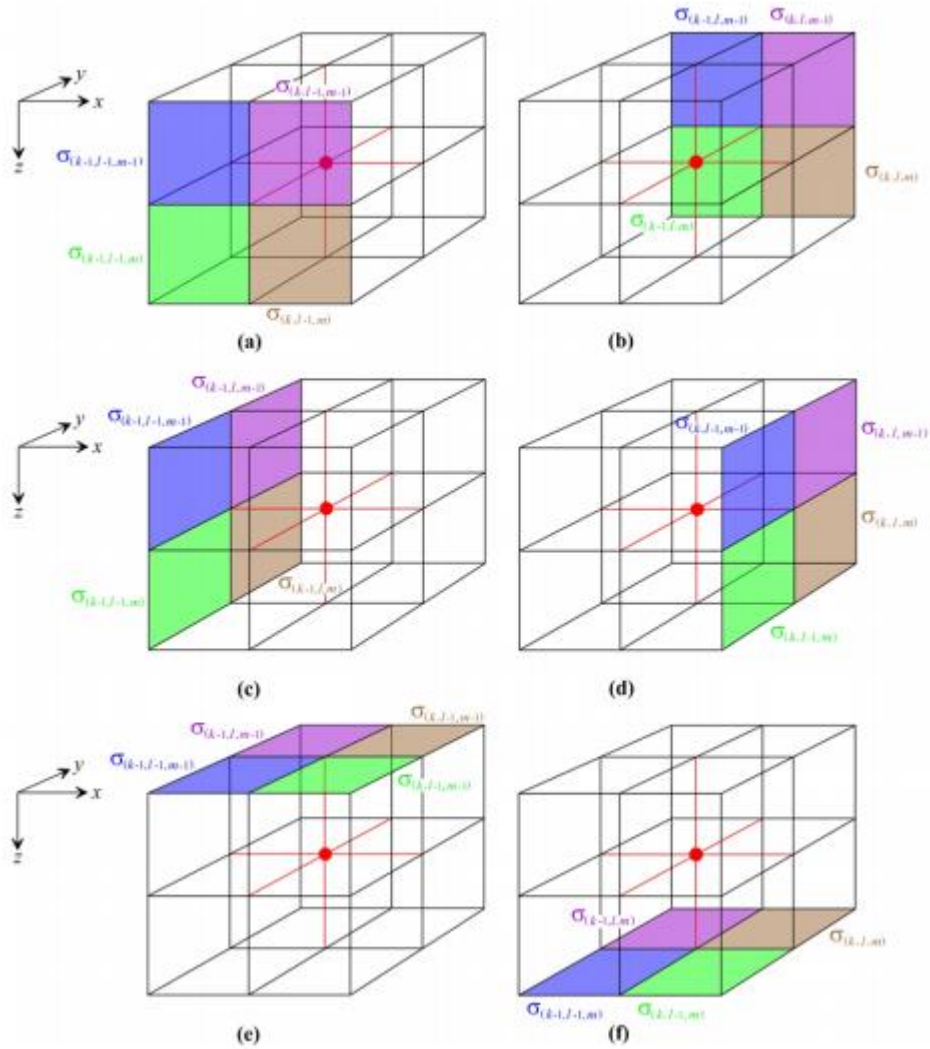 y
x
z
σ(k,l-1,m-1)
σ(k-1,l-1,m-1)
σ(k-1,l-1,m)
σ(k,l-1,m)
(a)
σ(k-1,l,m-1)
σ(k,l,m-1)
σ(k,l,m)
σ(k-1,l,m)
(b)
y
x
z
σ(k-1,l,m-1)
σ(k-1,l-1,m-1)
σ(k-1,l,m)
σ(k-1,l-1,m)
(c)
σ(k,l-1,m-1)
σ(k,l,m-1)
σ(k,l,m)
σ(k,l-1,m)
(d)
y
x
z
σ(k,l-1,m-1)
σ(k-1,l,m-1)
σ(k-1,l-1,m-1)
σ(k,l-1,m-1)
(e)
σ(k-1,l,m)
σ(k,l,m)
σ(k-1,l-1,m)
σ(k,l-1,m)
(f)